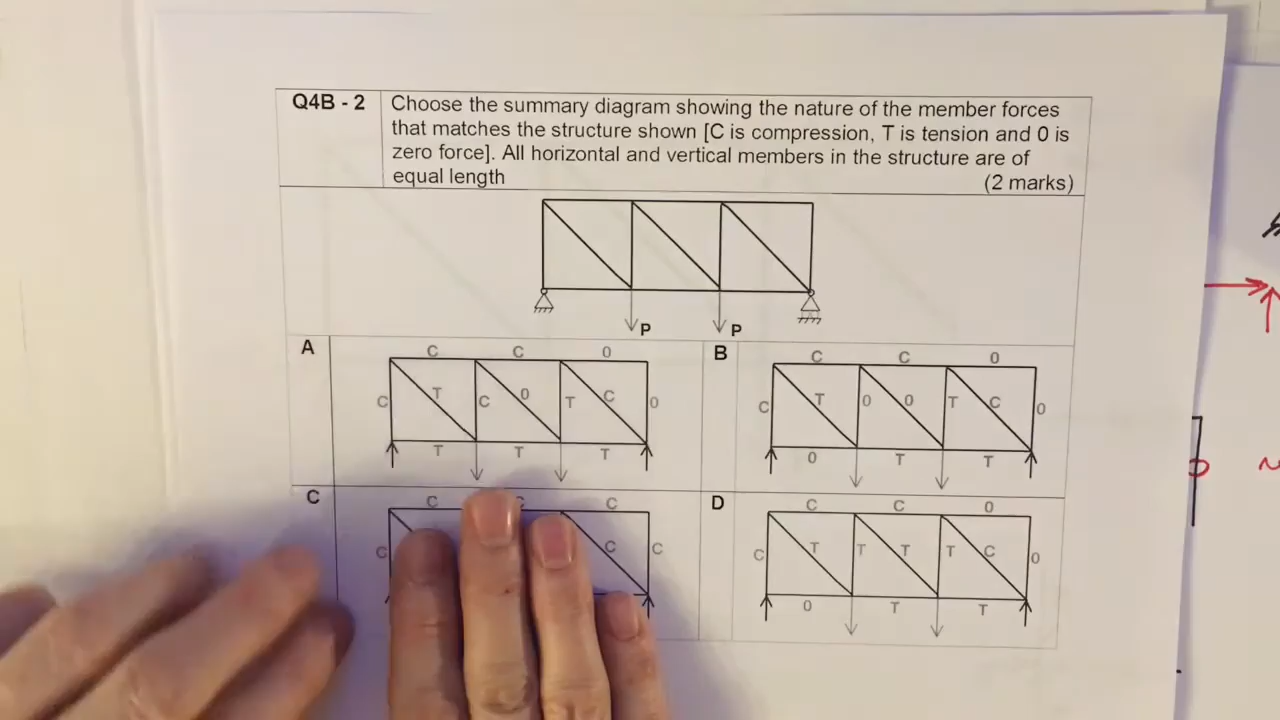 Q4B - 2
Choose the summary diagram showing the nature of the member forces
that matches the structure shown [C is compression, T is tension and 0 is
zero force]. All horizontal and vertical members in the structure are of
equal length (2 marks)
P P
A
C C 0
C T C 0 T C 0
T T T
B
C C 0
C T 0 0 T C 0
0 T T
C
C C
C C C
D
C C 0
C T T T T C 0
0 T T